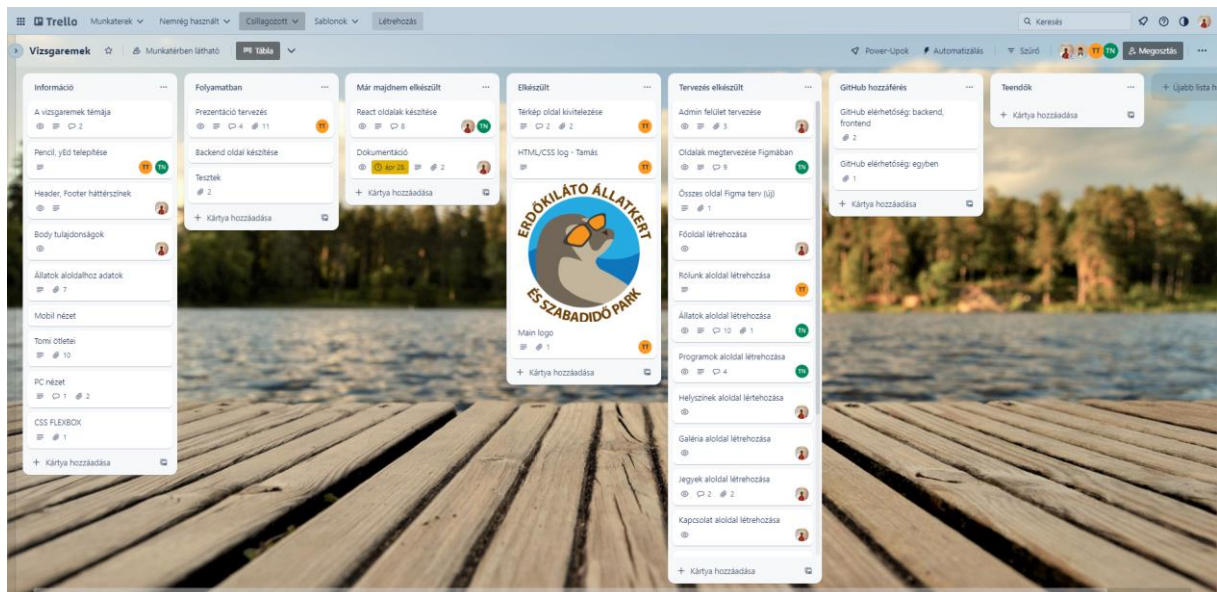 Trello Munkaterek Nemrég használt Csillagozott Sablonok Létrehozás Keresés
Vizsgaremek Munkatérben látható Tábla Power-Upok Automatizálás Szűrő TT TN Megosztás
Információ
A vizsgaremek témája
2
Pencil, yEd telepítése
TT TN
Header, Footer háttérszínek
Body tulajdonságok
Állatok aloldalhoz adatok
7
Mobil nézet
Tomi ötletei
10
PC nézet
1 2
CSS FLEXBOX
1
+ Kártya hozzáadása
Folyamatban
Prezentáció tervezés
4 11 TT
Backend oldal készítése
Tesztek
2
+ Kártya hozzáadása
Már majdnem elkészült
React oldalak készítése
8 TN
Dokumentáció
ápr 28. 2
+ Kártya hozzáadása
Elkészült
Térkép oldal kivitelezése
2 2 TT
HTML/CSS log - Tamás
TT
ERDŐKILÁTÓ ÁLLATKERT
ÉS SZABADIDŐ PARK
Main logo
1 TT
+ Kártya hozzáadása
Tervezés elkészült
Admin felület tervezése
3
Oldalak megtervezése Figmában
9 TN
Összes oldal Figma terv (új)
1
Főoldal létrehozása
Rólunk aloldal létrehozása
TT
Állatok aloldal létrehozása
10 1 TN
Programok aloldal létrehozása
4 TN
Helyszínek aloldal lértehozása
Galéria aloldal létrehozása
Jegyek aloldal létrehozása
2 2
Kapcsolat aloldal létrehozása
+ Kártya hozzáadása
GitHub hozzáférés
GitHub elérhetőség: backend,
frontend
2
GitHub elérhetőség: egyben
1
+ Kártya hozzáadása
Teendők
+ Kártya hozzáadása
+ Újabb lista h